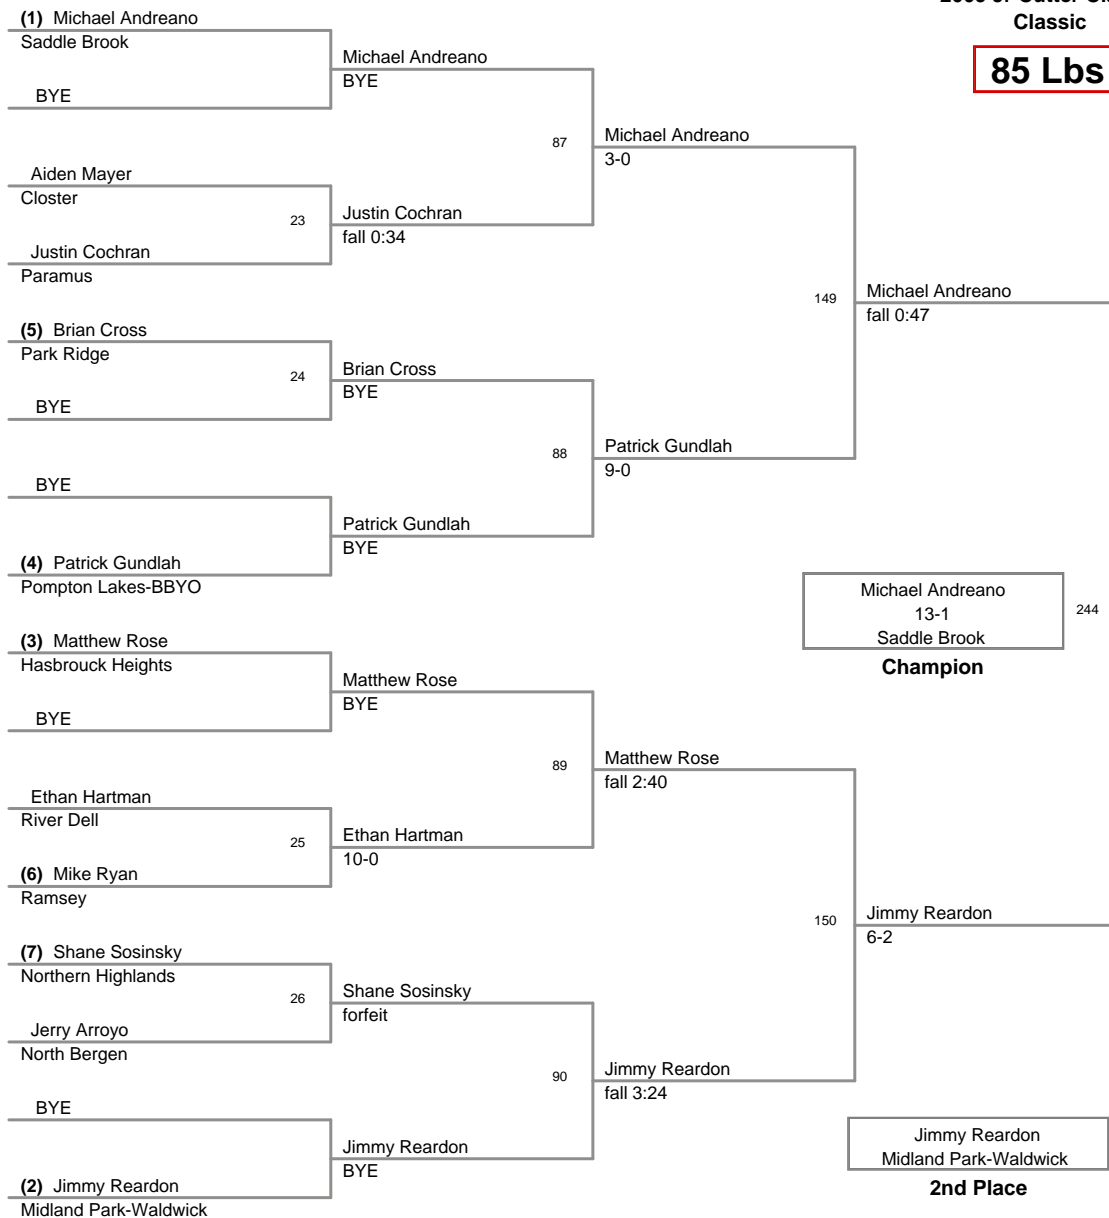 Classic
85 Lbs
(1) Michael Andreano
Saddle Brook
BYE
Aiden Mayer
Closter
23
Justin Cochran
Paramus
(5) Brian Cross
Park Ridge
24
BYE
BYE
(4) Patrick Gundlah
Pompton Lakes-BBYO
(3) Matthew Rose
Hasbrouck Heights
BYE
Ethan Hartman
River Dell
25
(6) Mike Ryan
Ramsey
(7) Shane Sosinsky
Northern Highlands
26
Jerry Arroyo
North Bergen
BYE
(2) Jimmy Reardon
Midland Park-Waldwick
Michael Andreano
BYE
87
Justin Cochran
fall 0:34
Brian Cross
BYE
88
Patrick Gundlah
BYE
Matthew Rose
BYE
89
Ethan Hartman
10-0
Shane Sosinsky
forfeit
90
Jimmy Reardon
BYE
Michael Andreano
3-0
149
Patrick Gundlah
9-0
Matthew Rose
fall 2:40
150
Jimmy Reardon
fall 3:24
Michael Andreano
fall 0:47
Jimmy Reardon
6-2
Michael Andreano
13-1
Saddle Brook
244
Champion
Jimmy Reardon
Midland Park-Waldwick
2nd Place